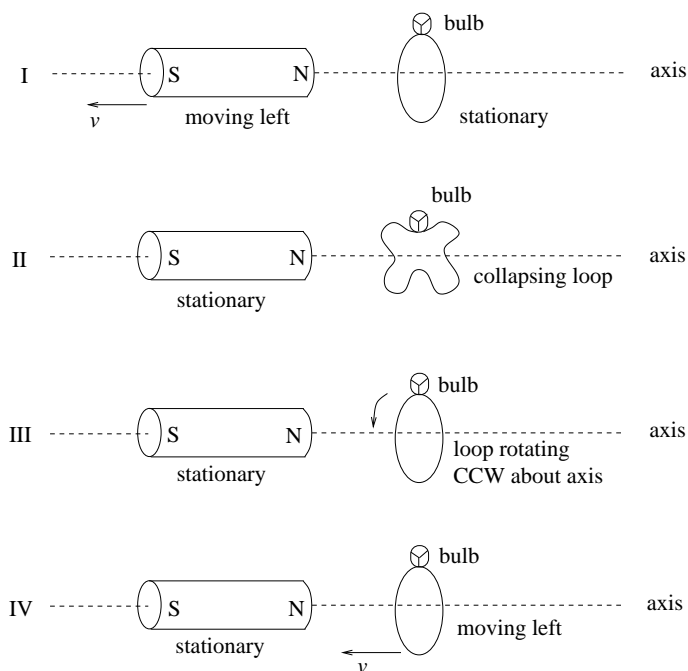 bulb
I
S N
axis
v
moving left
stationary
bulb
II
S N
axis
collapsing loop
stationary
bulb
III
S N
axis
loop rotating
CCW about axis
stationary
bulb
IV
S N
axis
moving left
stationary
v